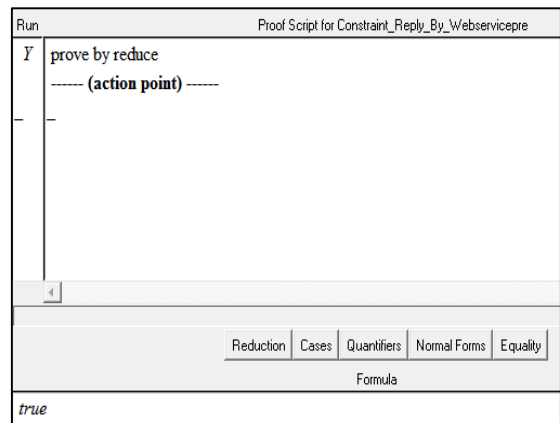 Run Proof Script for Constraint_Reply_By_Webservicepre
Y prove by reduce
------ (action point) ------
Reduction Cases Quantifiers Normal Forms Equality
Formula
true